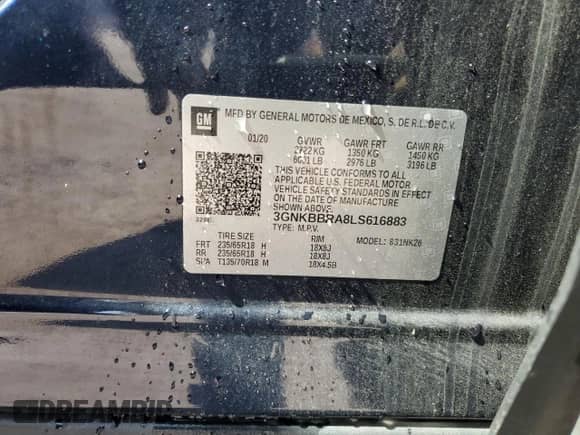 GM
MFD BY GENERAL MOTORS DE MEXICO, S. DE R.L. DE C.V.
01/20 GVWR GAWR FRT GAWR RR
2722 KG 1350 KG 1450 KG
6001 LB 2976 LB 3196 LB
THIS VEHICLE CONFORMS TO ALL
APPLICABLE U.S. FEDERAL MOTOR
VEHICLE SAFETY STANDARDS IN EFFECT
ON THE DATE OF MANUFACTURE
SHOWN ABOVE.
3GNKBBRA8LS616883
TYPE: M.P.V.
TIRE SIZE RIM MODEL: 831NK26
FRT 235/65R18 H 18X8J
RR 235/65R18 H 18X8J
SPA T135/70R18 M 18X4.5B
DREAMBID